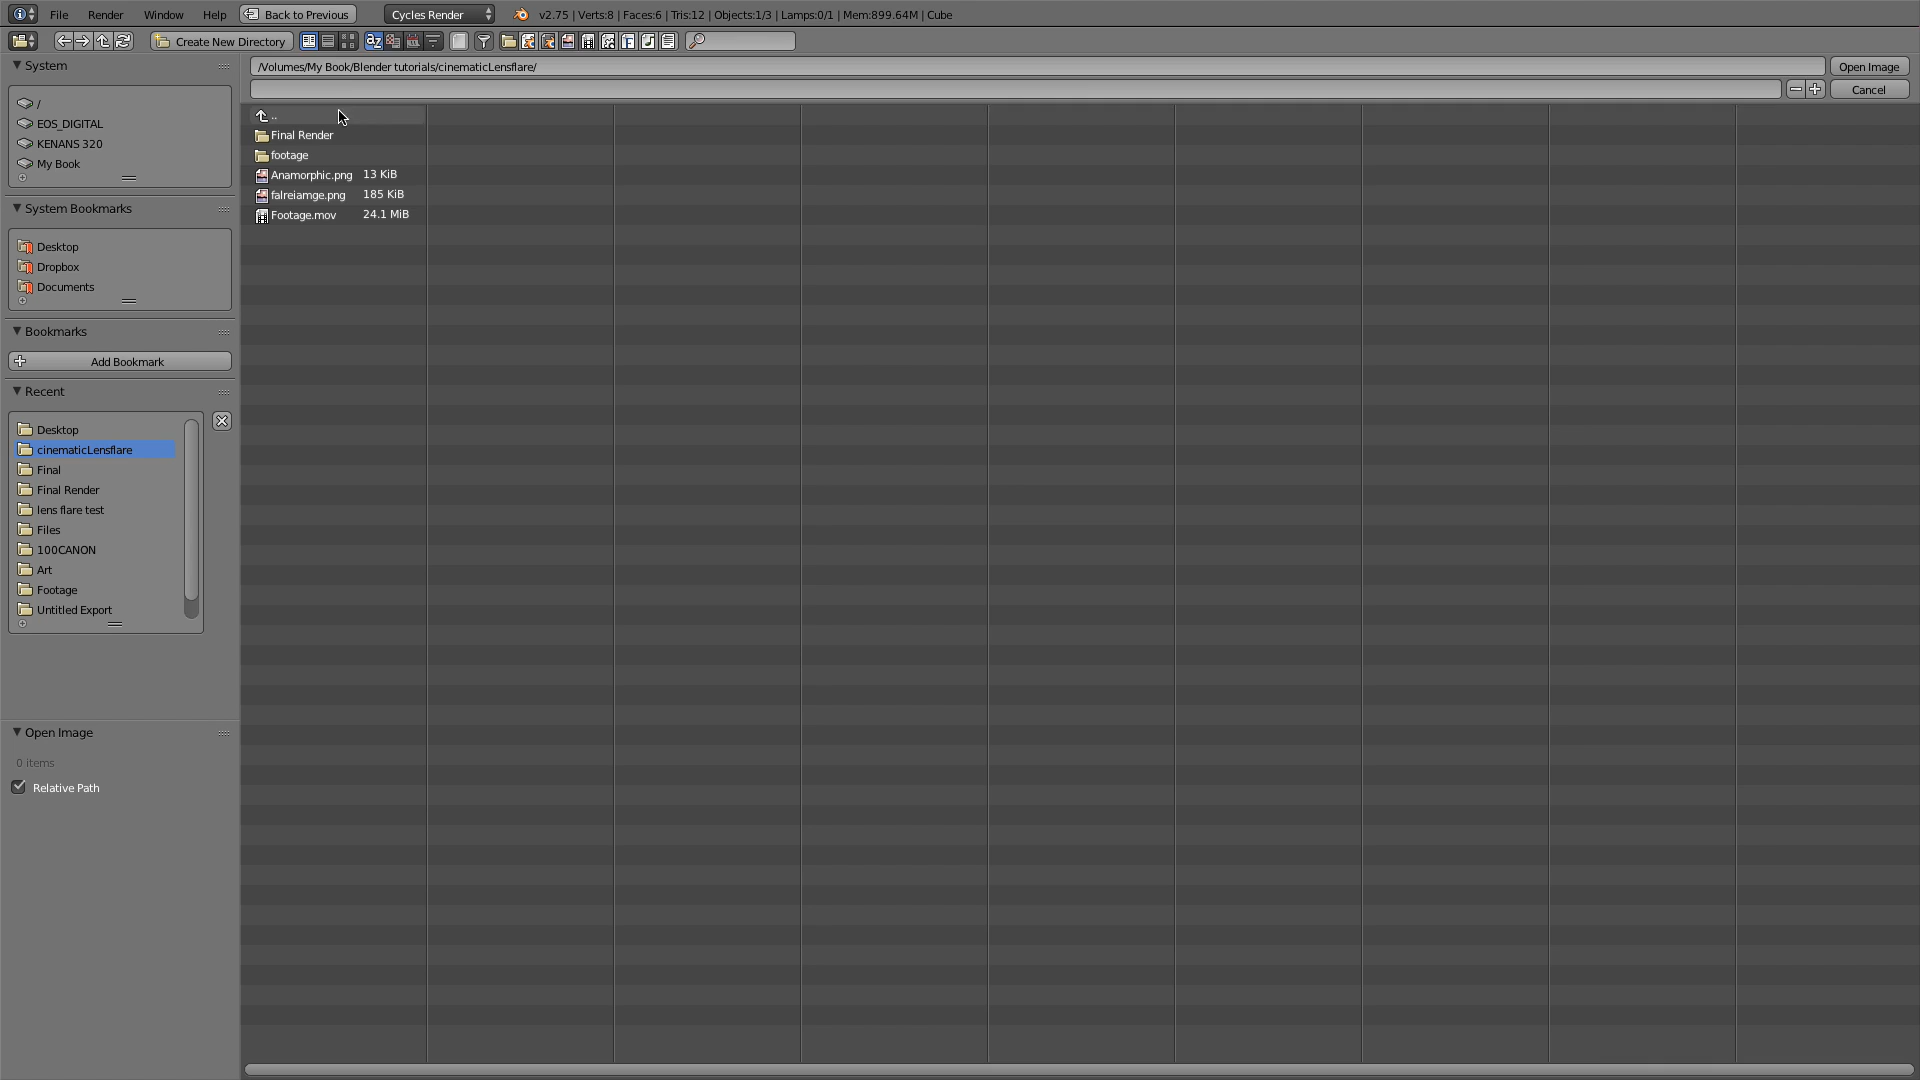 File Render Window Help Back to Previous Cycles Render v2.75 | Verts:8 | Faces:6 | Tris:12 | Objects:1/3 | Lamps:0/1 | Mem:899.64M | Cube
Create New Directory
System
/
EOS_DIGITAL
KENANS 320
My Book
System Bookmarks
Desktop
Dropbox
Documents
Bookmarks
Add Bookmark
Recent
Desktop
cinematicLensflare
Final
Final Render
lens flare test
Files
100CANON
Art
Footage
Untitled Export
Open Image
0 items
Relative Path
/Volumes/My Book/Blender tutorials/cinematicLensflare/
Open Image
Cancel
..
Final Render
footage
Anamorphic.png 13 KiB
falreiamge.png 185 KiB
Footage.mov 24.1 MiB